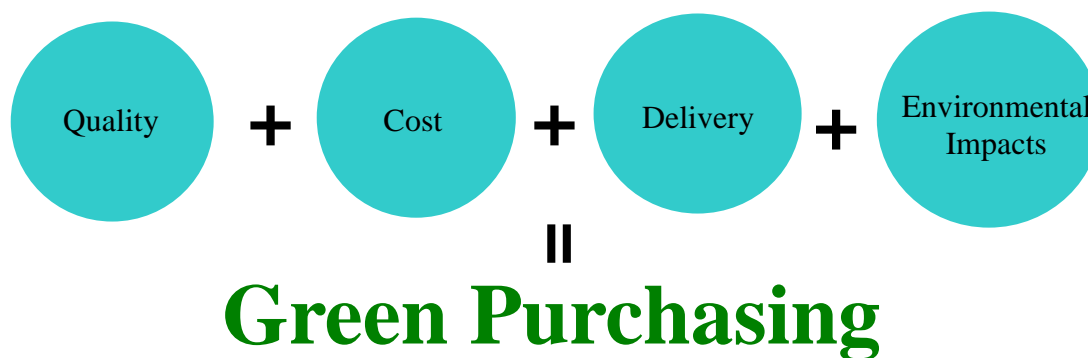 Quality + Cost + Delivery + Environmental
Impacts
=
Green Purchasing